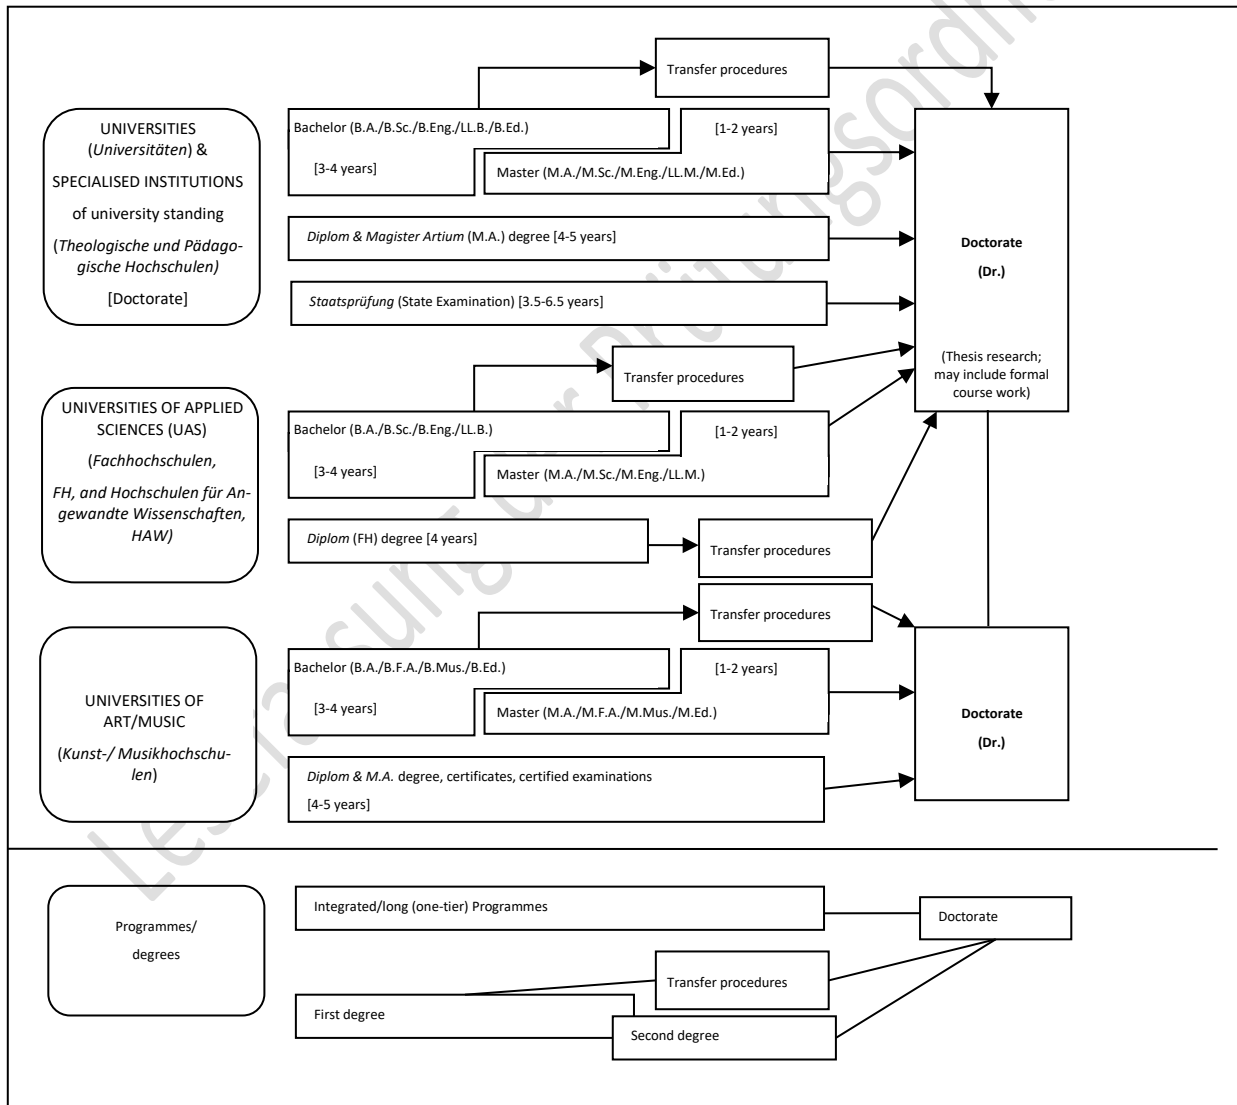 Transfer procedures
UNIVERSITIES
(Universitäten) &
SPECIALISED INSTITUTIONS
of university standing
(Theologische und Pädago-
gische Hochschulen)
[Doctorate]
Bachelor (B.A./B.Sc./B.Eng./LL.B./B.Ed.)
[1-2 years]
[3-4 years]
Master (M.A./M.Sc./M.Eng./LL.M./M.Ed.)
Diplom & Magister Artium (M.A.) degree [4-5 years]
Staatsprüfung (State Examination) [3.5-6.5 years]
Doctorate
(Dr.)
(Thesis research;
may include formal
course work)
Transfer procedures
UNIVERSITIES OF APPLIED
SCIENCES (UAS)
(Fachhochschulen,
FH, and Hochschulen für An-
gewandte Wissenschaften,
HAW)
Bachelor (B.A./B.Sc./B.Eng./LL.B.)
[1-2 years]
[3-4 years]
Master (M.A./M.Sc./M.Eng./LL.M.)
Diplom (FH) degree [4 years]
Transfer procedures
Transfer procedures
UNIVERSITIES OF
ART/MUSIC
(Kunst-/ Musikhochschu-
len)
Bachelor (B.A./B.F.A./B.Mus./B.Ed.)
[1-2 years]
[3-4 years]
Master (M.A./M.F.A./M.Mus./M.Ed.)
Diplom & M.A. degree, certificates, certified examinations
[4-5 years]
Doctorate
(Dr.)
Programmes/
degrees
Integrated/long (one-tier) Programmes
Doctorate
Transfer procedures
First degree
Second degree